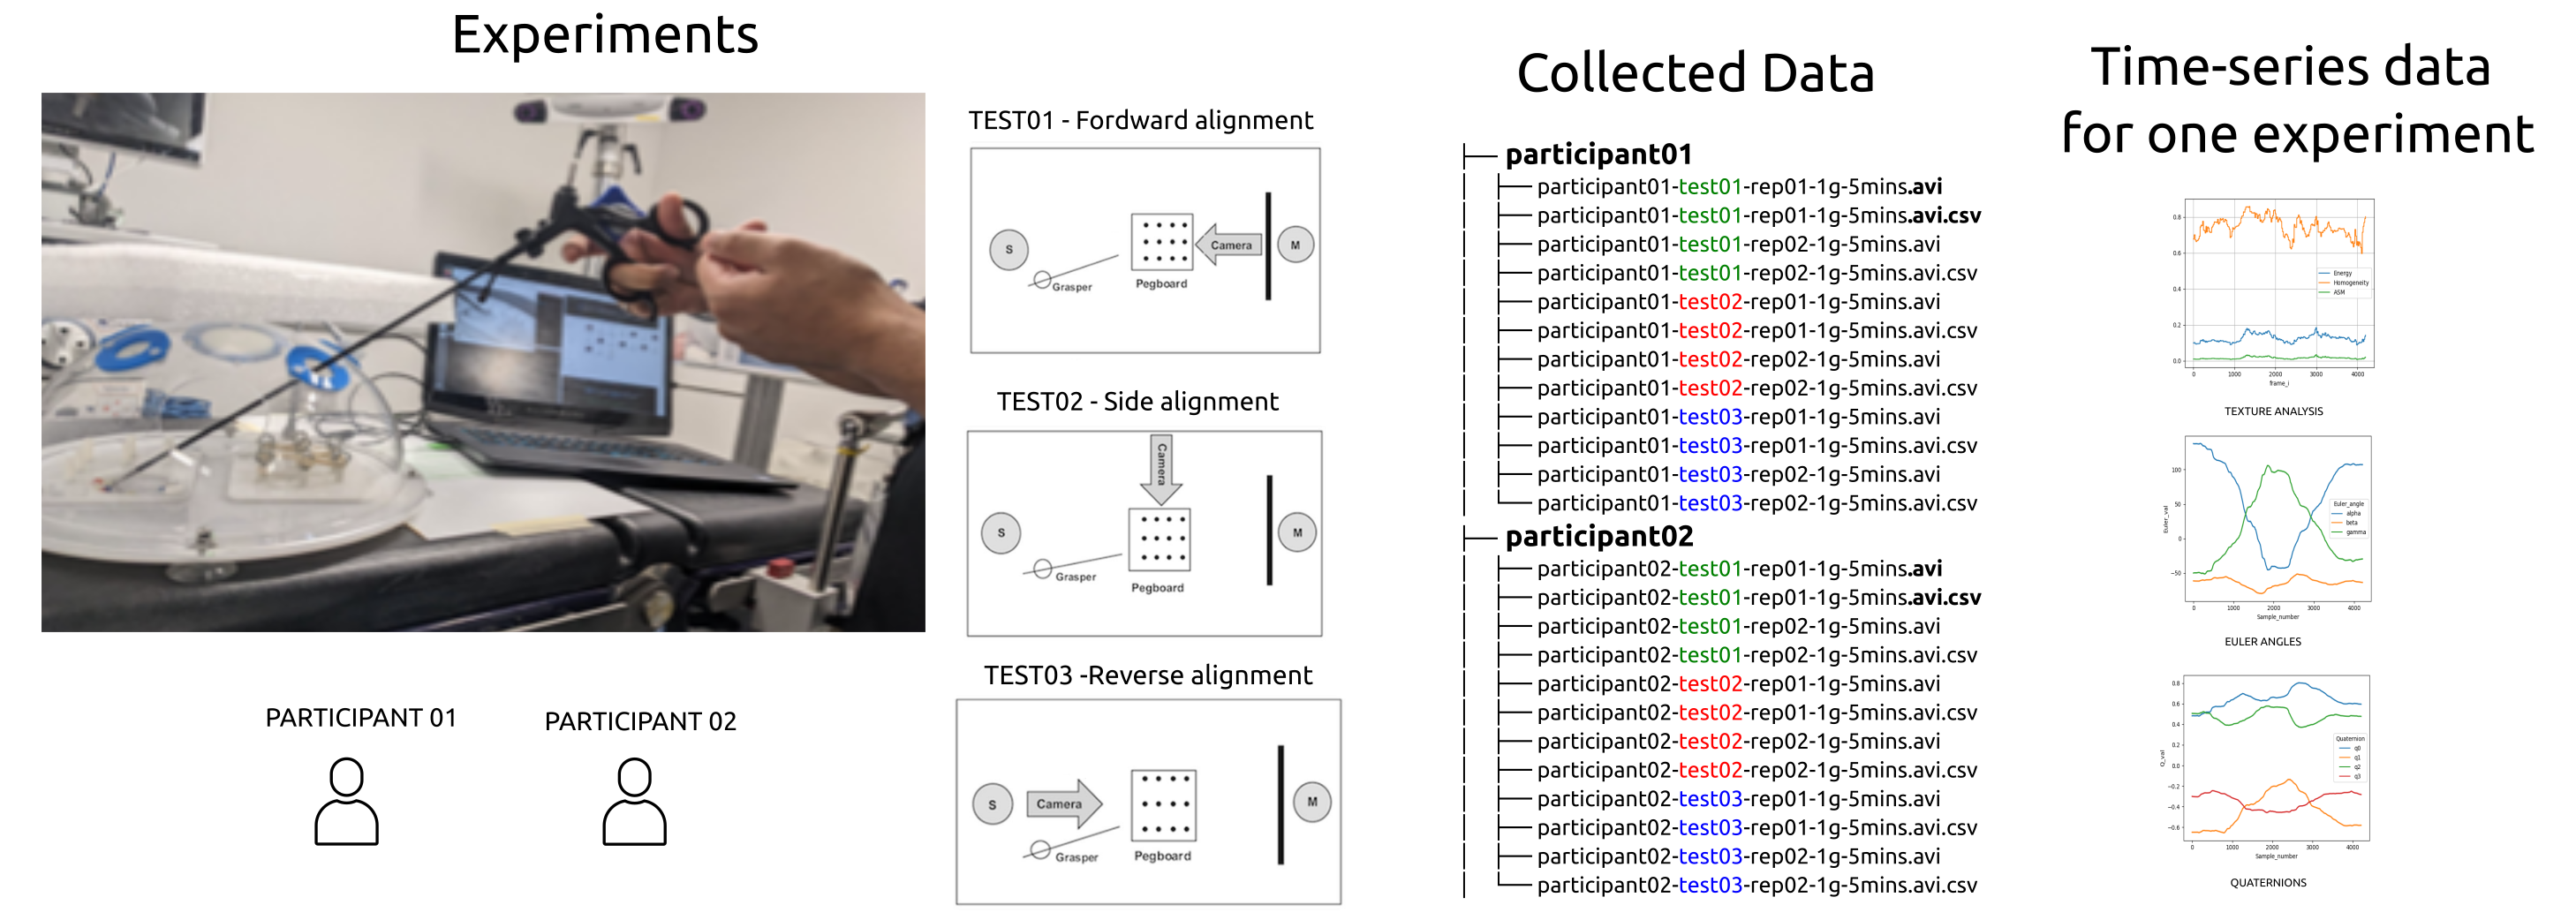 Experiments
PARTICIPANT 01
PARTICIPANT 02
TEST01 - Fordward alignment
S
Grasper
Pegboard
Camera
M
TEST02 - Side alignment
Camera
S
Grasper
Pegboard
M
TEST03 -Reverse alignment
S
Camera
Grasper
Pegboard
M
Collected Data
participant01
participant01-test01-rep01-1g-5mins.avi
participant01-test01-rep01-1g-5mins.avi.csv
participant01-test01-rep02-1g-5mins.avi
participant01-test01-rep02-1g-5mins.avi.csv
participant01-test02-rep01-1g-5mins.avi
participant01-test02-rep01-1g-5mins.avi.csv
participant01-test02-rep02-1g-5mins.avi
participant01-test02-rep02-1g-5mins.avi.csv
participant01-test03-rep01-1g-5mins.avi
participant01-test03-rep01-1g-5mins.avi.csv
participant01-test03-rep02-1g-5mins.avi
participant01-test03-rep02-1g-5mins.avi.csv
participant02
participant02-test01-rep01-1g-5mins.avi
participant02-test01-rep01-1g-5mins.avi.csv
participant02-test01-rep02-1g-5mins.avi
participant02-test01-rep02-1g-5mins.avi.csv
participant02-test02-rep01-1g-5mins.avi
participant02-test02-rep01-1g-5mins.avi.csv
participant02-test02-rep02-1g-5mins.avi
participant02-test02-rep02-1g-5mins.avi.csv
participant02-test03-rep01-1g-5mins.avi
participant02-test03-rep01-1g-5mins.avi.csv
participant02-test03-rep02-1g-5mins.avi
participant02-test03-rep02-1g-5mins.avi.csv
Time-series data
for one experiment
0.8
0.6
0.4
0.2
0.0
Energy
Homogeneity
ASM
0 1000 2000 3000 4000
frame_i
TEXTURE ANALYSIS
100
50
0
−50
Euler_val
Euler_angle
alpha
beta
gamma
0 1000 2000 3000 4000
Sample_number
EULER ANGLES
0.8
0.6
0.4
0.2
0.0
−0.2
−0.4
−0.6
Q_val
Quaternion
q0
q1
q2
q3
0 1000 2000 3000 4000
Sample_number
QUATERNIONS